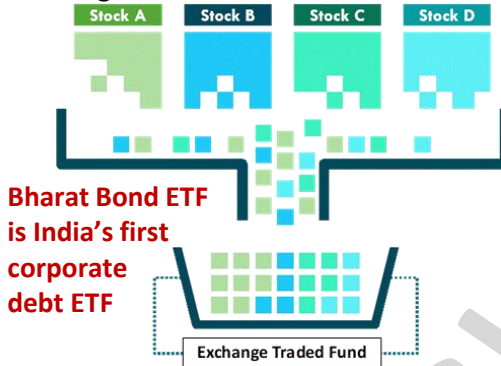 Stock A Stock B Stock C Stock D
Bharat Bond ETF
is India's first
corporate
debt ETF
Exchange Traded Fund